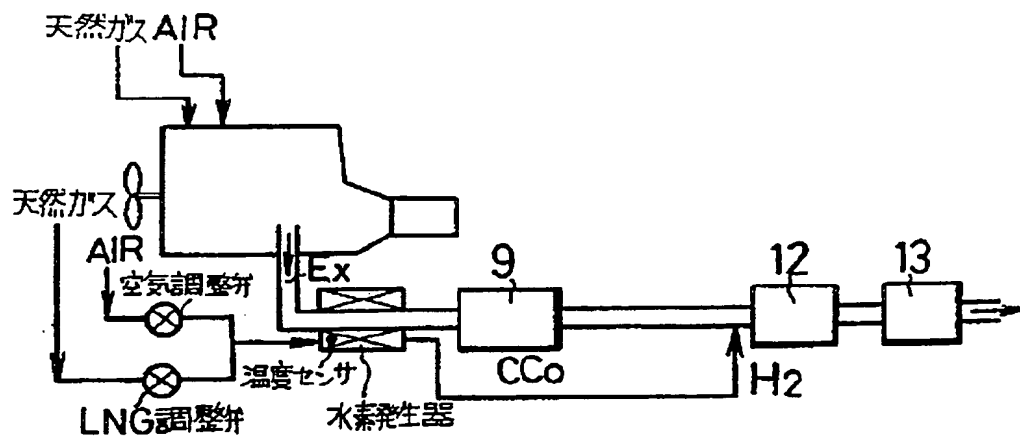 天然ガス AIR
天然ガス
AIR
空気調整弁
Ex
9
12
13
温度センサ
CCo
H2
LNG調整弁
水素発生器